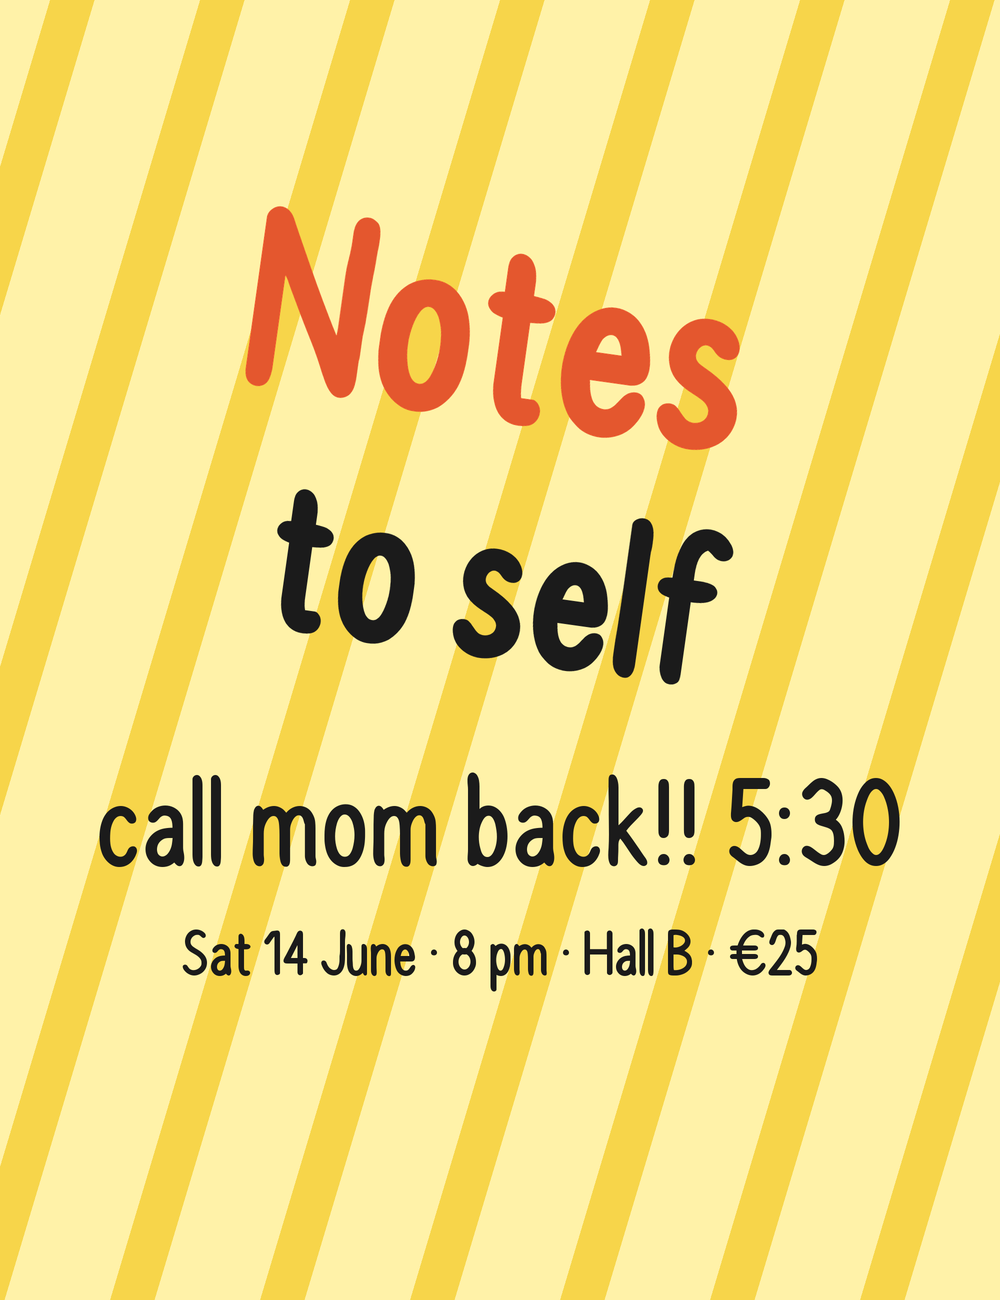 Notes
to self
call mom back!! 5:30
Sat 14 June · 8 pm · Hall B · €25